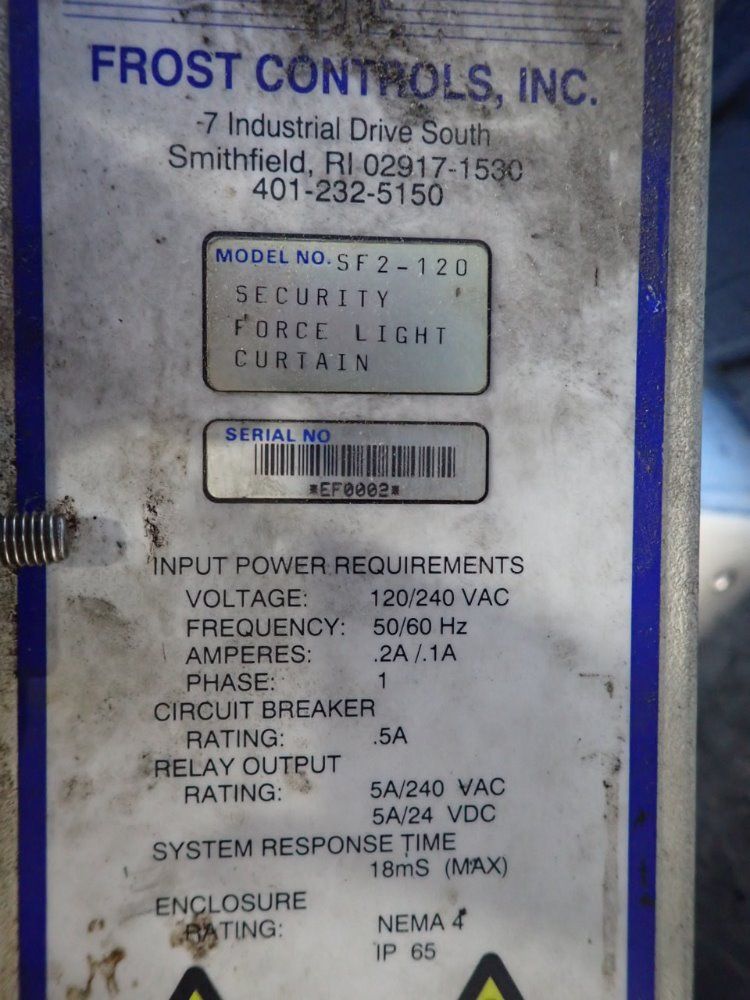 FROST CONTROLS, INC.
-7 Industrial Drive South
Smithfield, RI 02917-1530
401-232-5150
MODEL NO. SF2-120
SECURITY
FORCE LIGHT
CURTAIN
SERIAL NO
*EF0002*
INPUT POWER REQUIREMENTS
VOLTAGE: 120/240 VAC
FREQUENCY: 50/60 Hz
AMPERES: .2A /.1A
PHASE: 1
CIRCUIT BREAKER
RATING: .5A
RELAY OUTPUT
RATING: 5A/240 VAC
5A/24 VDC
SYSTEM RESPONSE TIME
18mS (MAX)
ENCLOSURE
RATING: NEMA 4
IP 65